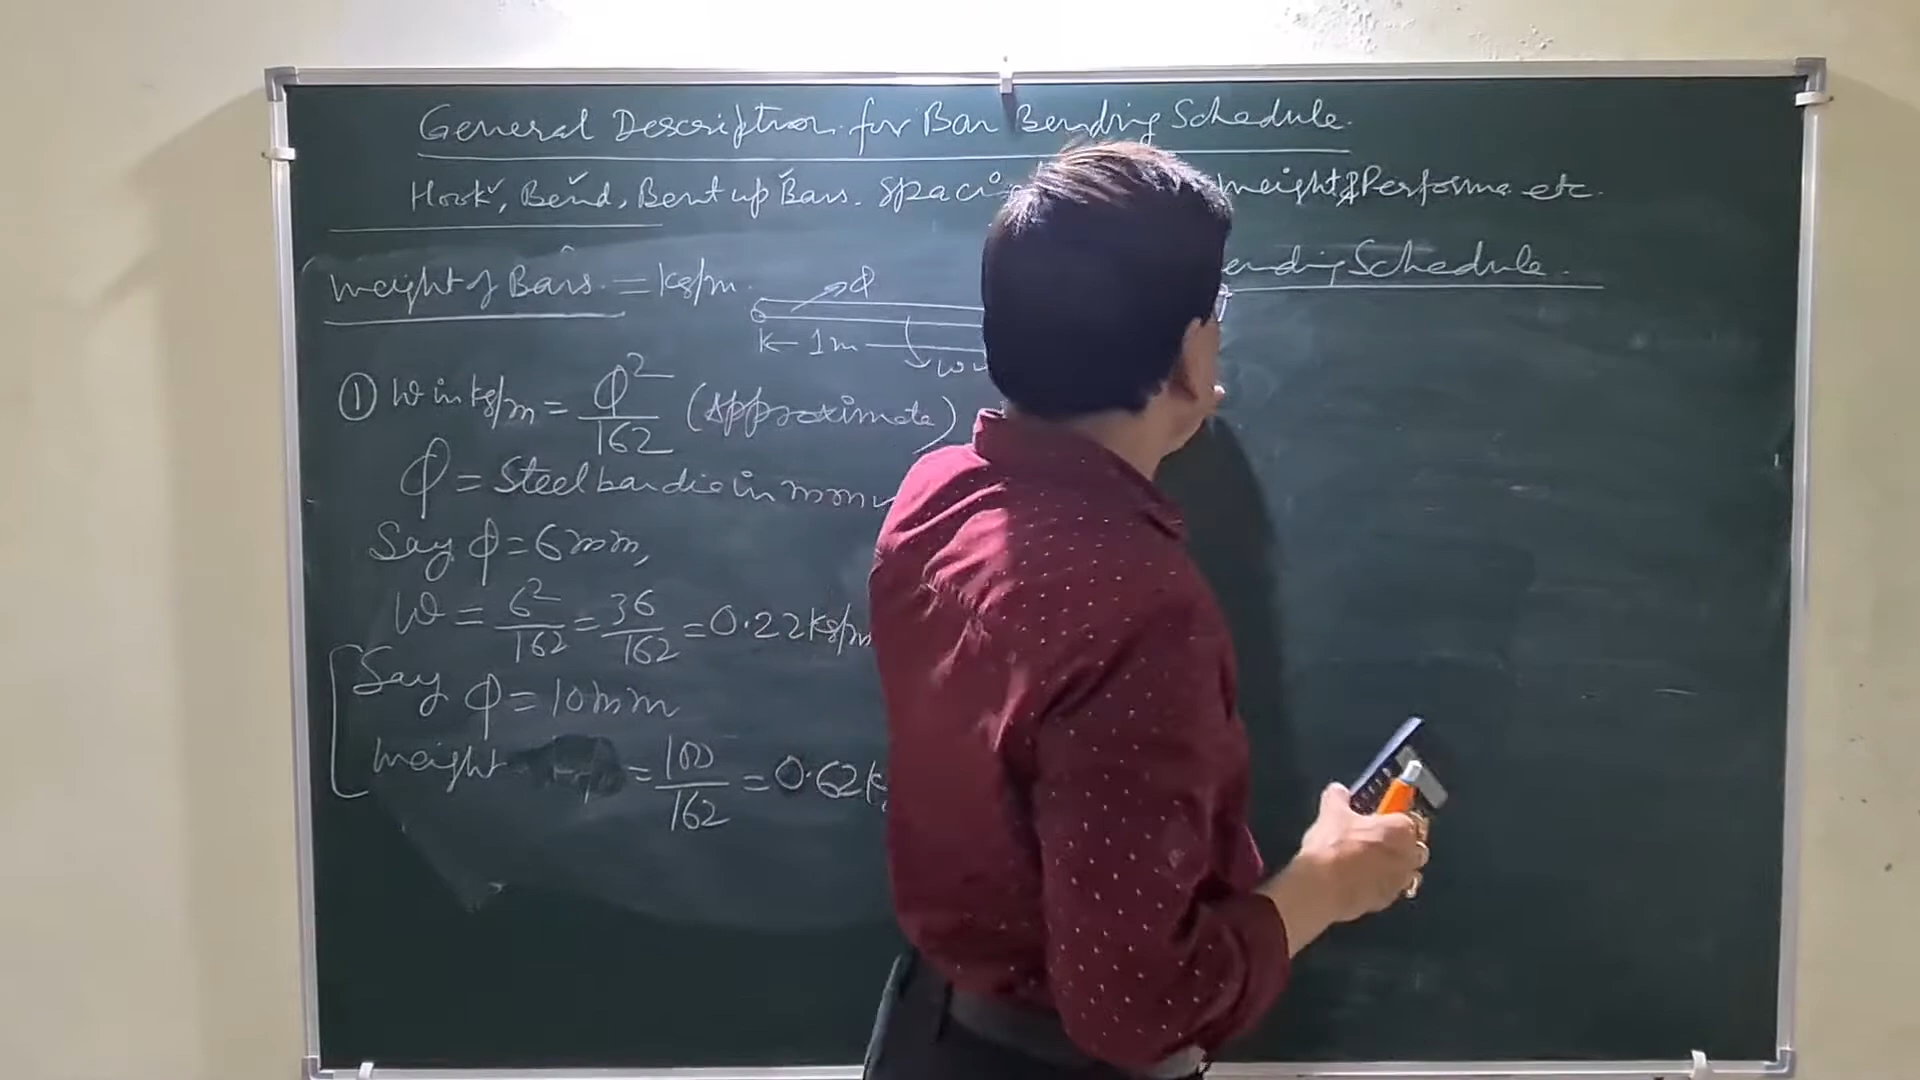 General Description for Bar Bending Schedule.
Hook, Bend, Bent up Bars. Spacing Weight & Performa etc.
Weight of Bars. = kg/m.
ending Schedule.
φ
1m
w
① W in kg/m = φ²/162 (Approximate)
φ = Steel bar dia in mm
Say φ = 6mm,
W = 6²/162 = 36/162 = 0.22 kg/m
Say φ = 10mm
Weight = 100/162 = 0.62 k